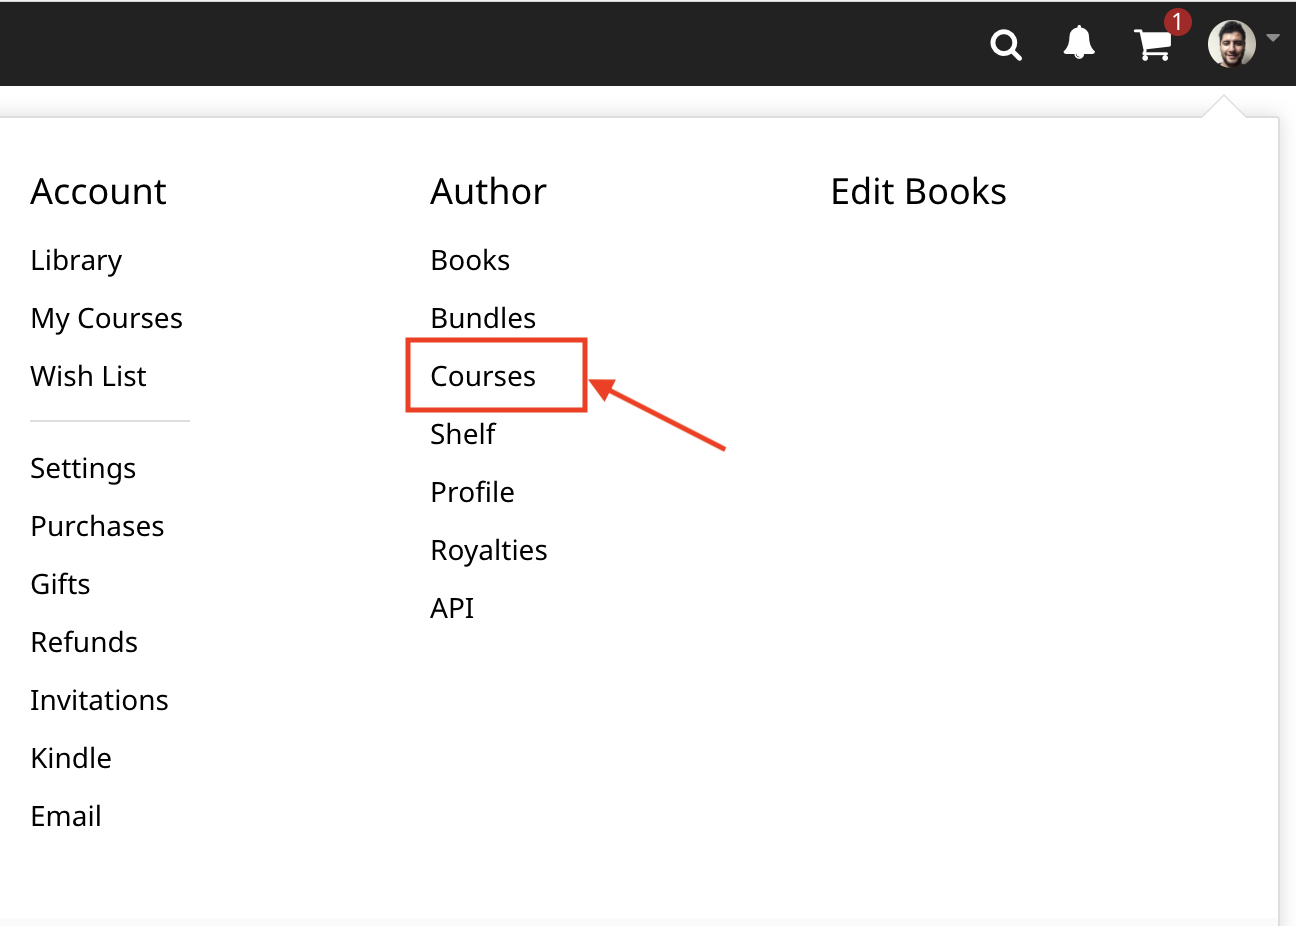 1
Account
Library
My Courses
Wish List
Settings
Purchases
Gifts
Refunds
Invitations
Kindle
Email
Author
Books
Bundles
Courses
Shelf
Profile
Royalties
API
Edit Books